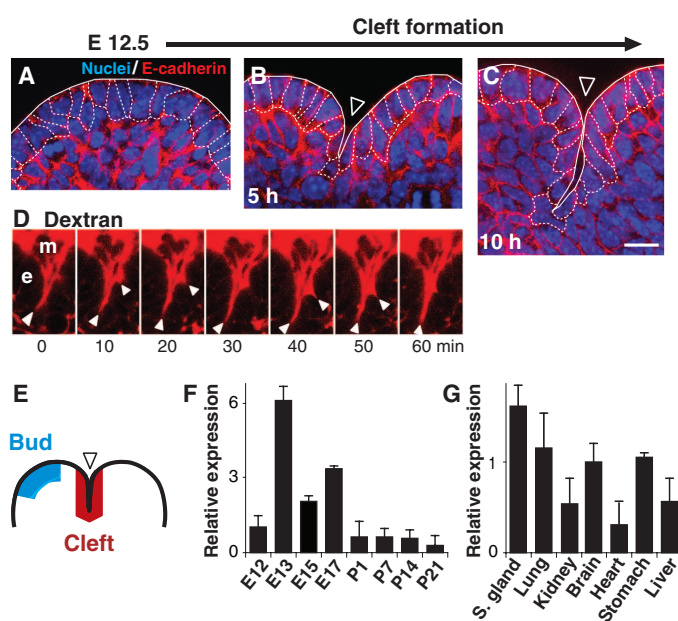 Cleft formation
E 12.5
A
Nuclei/ E-cadherin
B
5 h
C
10 h
D Dextran
m
e
0 10 20 30 40 50 60 min
E
Bud
Cleft
F
Relative expression
6
3
0
E12 E13 E15 E17 P1 P7 P14 P21
G
Relative expression
1
0
S. gland Lung Kidney Brain Heart Stomach Liver